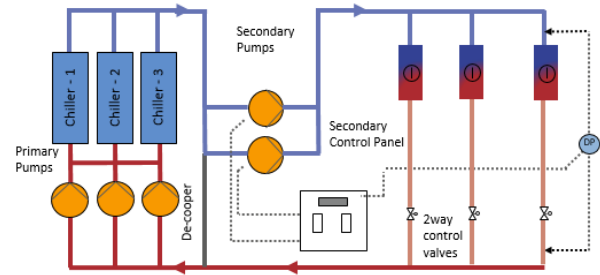 Secondary
Pumps
Chiller - 1
Chiller - 2
Chiller - 3
Secondary
Control Panel
DP
Primary
Pumps
De-cooper
2way
control
valves